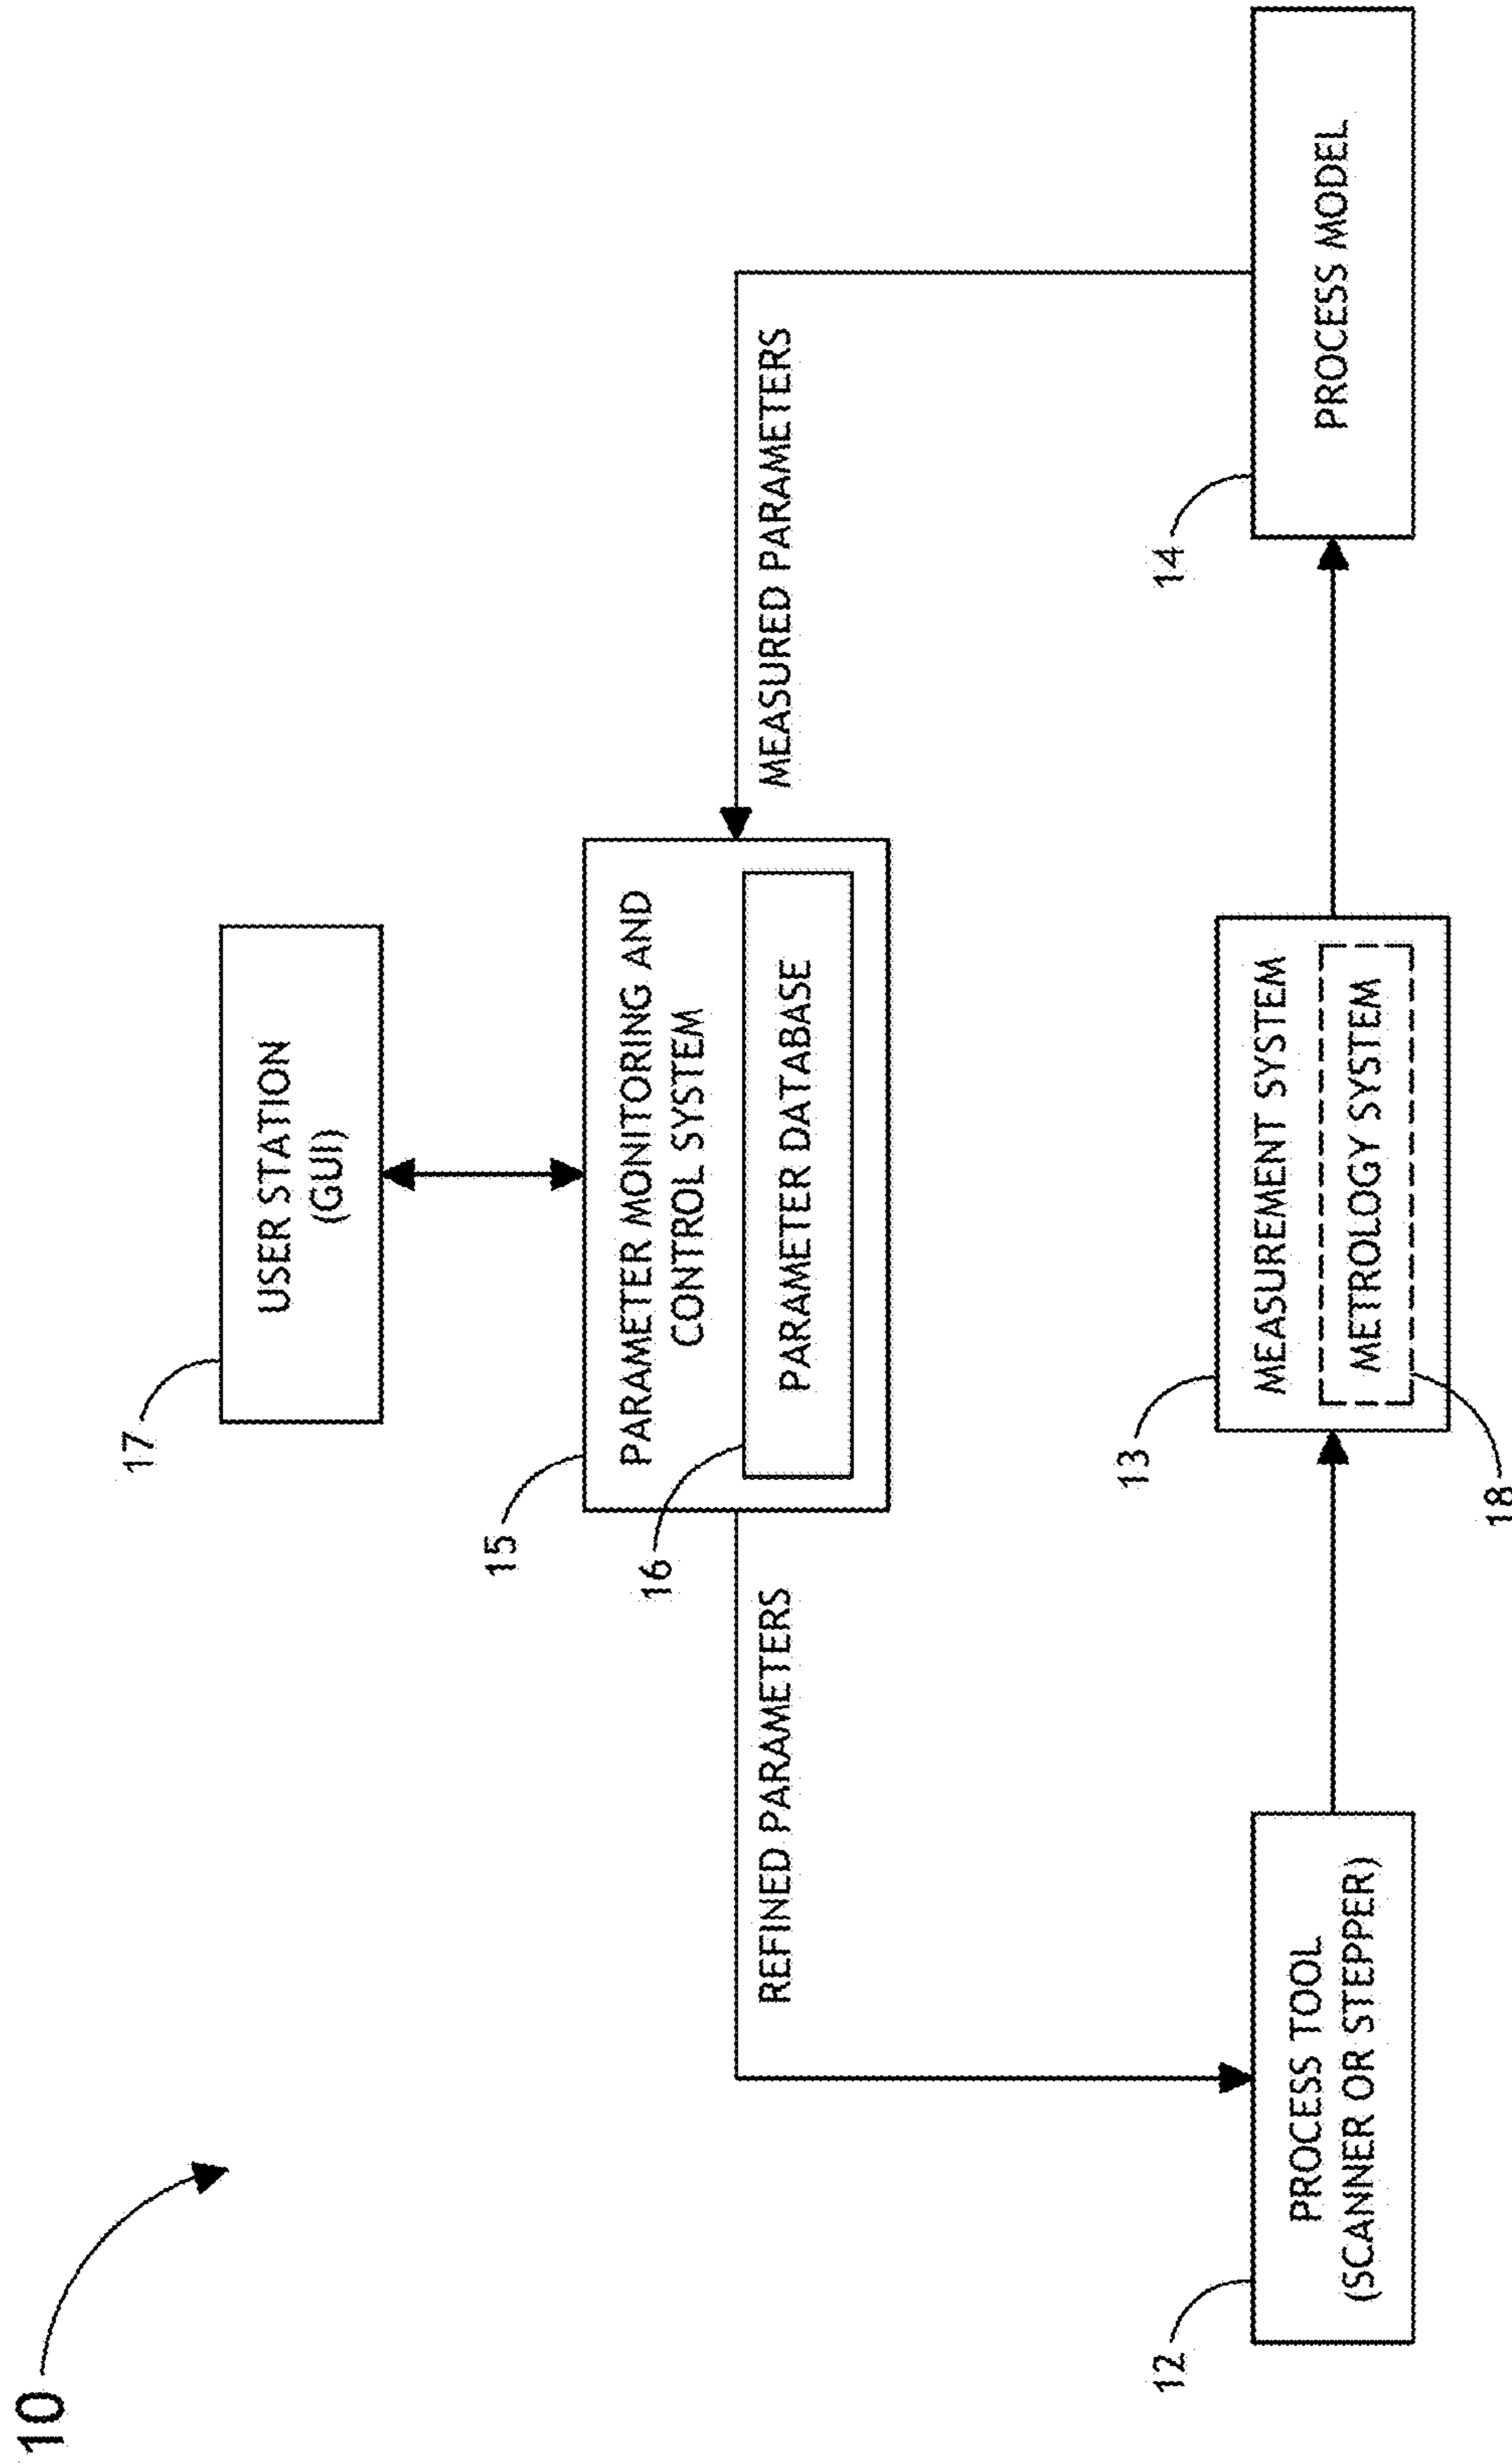 10
17
USER STATION
(GUI)
15
PARAMETER MONITORING AND
CONTROL SYSTEM
16
PARAMETER DATABASE
REFINED PARAMETERS
MEASURED PARAMETERS
12
PROCESS TOOL
(SCANNER OR STEPPER)
13
MEASUREMENT SYSTEM
METROLOGY SYSTEM
18
14
PROCESS MODEL